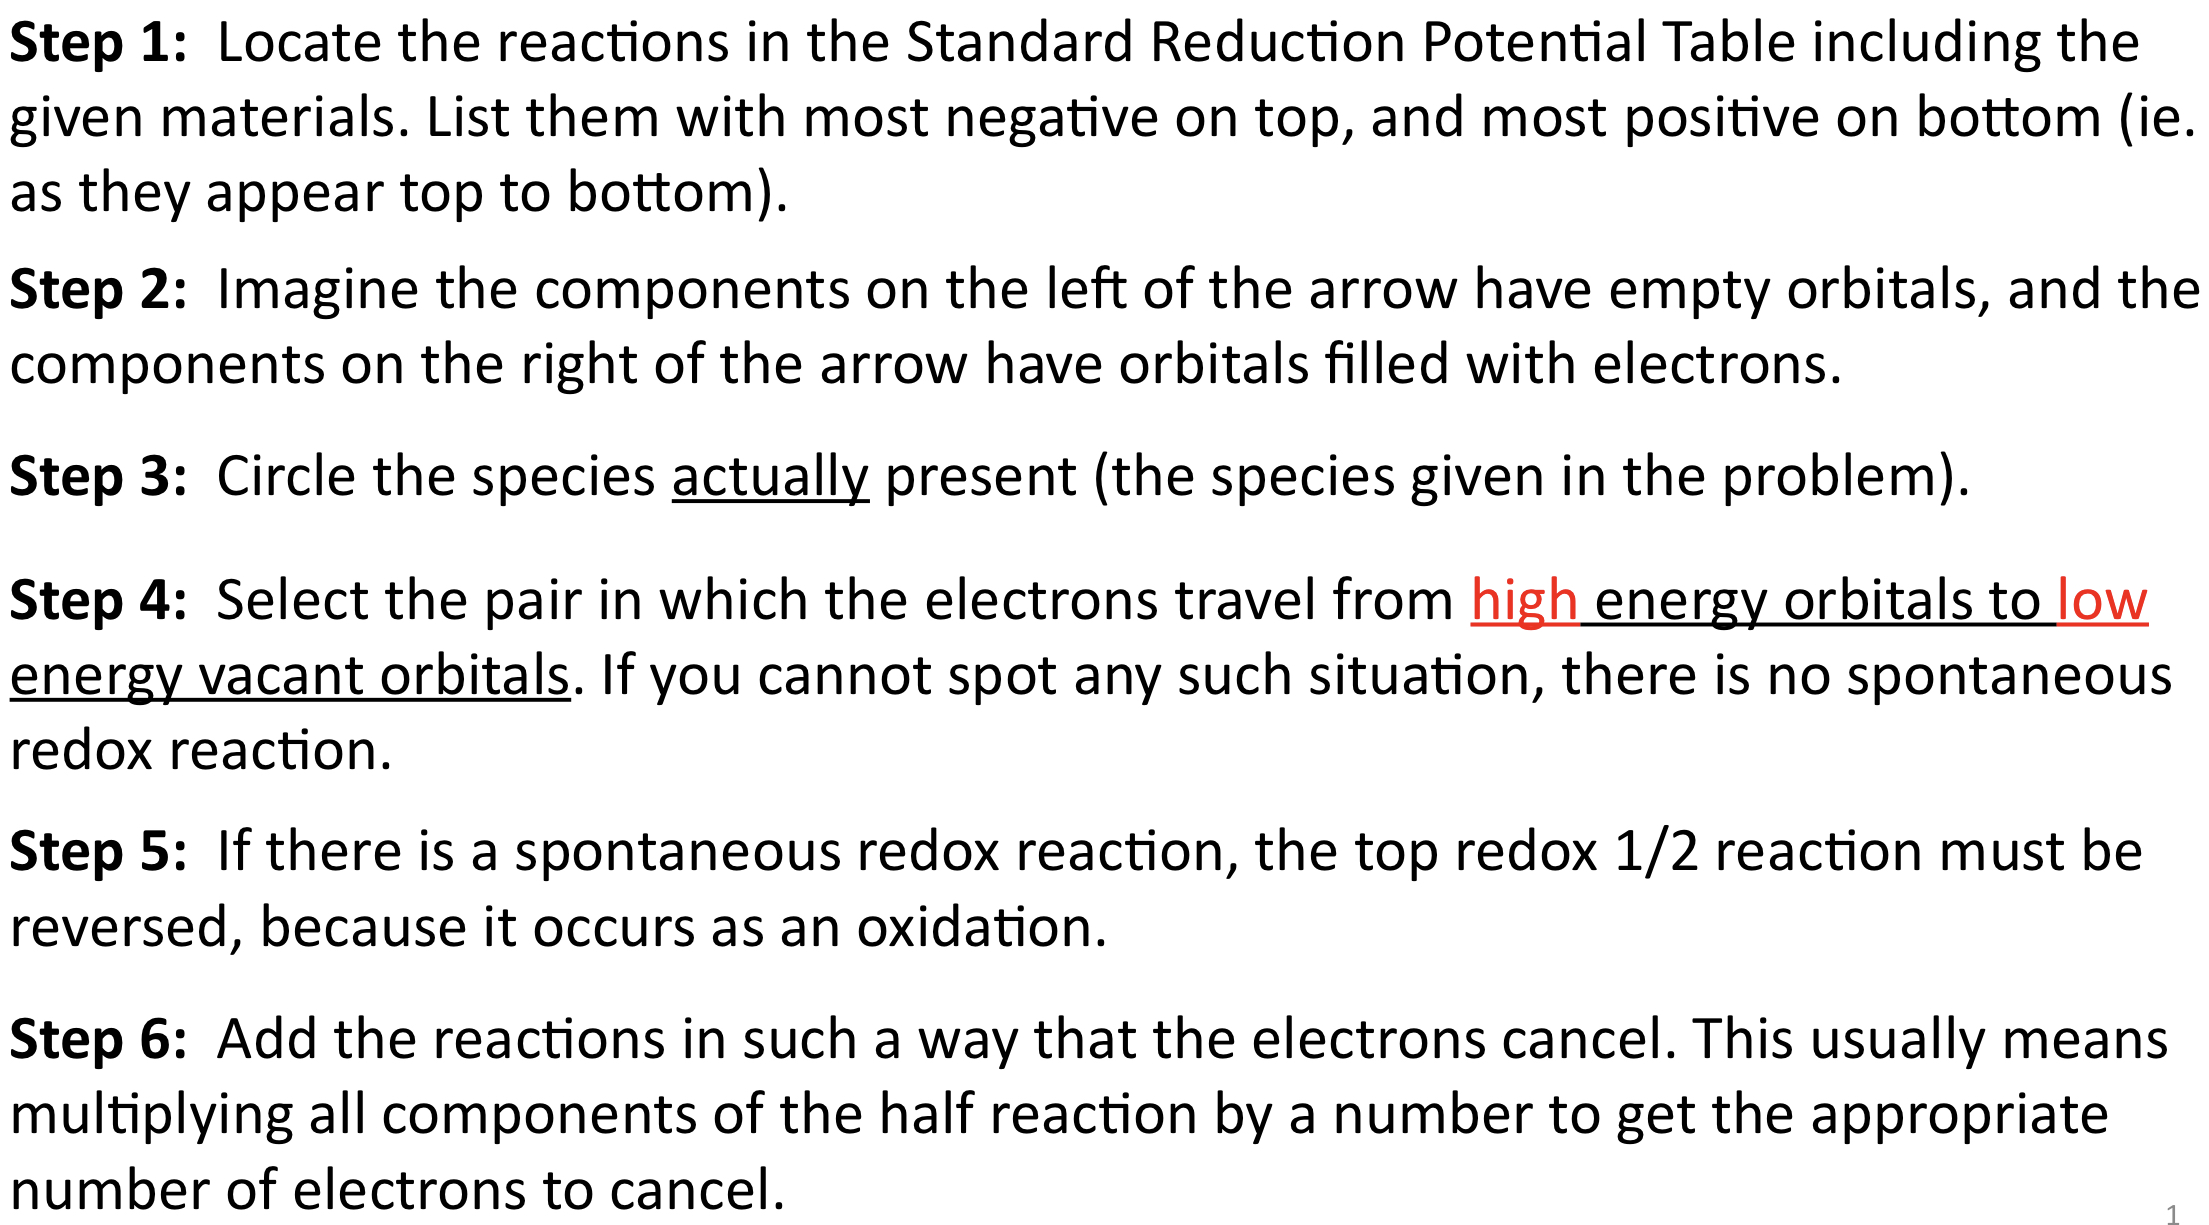 Step 1:  Locate the reactions in the Standard Reduction Potential Table including the
given materials. List them with most negative on top, and most positive on bottom (ie.
as they appear top to bottom).
Step 2:  Imagine the components on the left of the arrow have empty orbitals, and the
components on the right of the arrow have orbitals filled with electrons.
Step 3:  Circle the species actually present (the species given in the problem).
Step 4:  Select the pair in which the electrons travel from high energy orbitals to low
energy vacant orbitals. If you cannot spot any such situation, there is no spontaneous
redox reaction.
Step 5:  If there is a spontaneous redox reaction, the top redox 1/2 reaction must be
reversed, because it occurs as an oxidation.
Step 6:  Add the reactions in such a way that the electrons cancel. This usually means
multiplying all components of the half reaction by a number to get the appropriate
number of electrons to cancel.
1